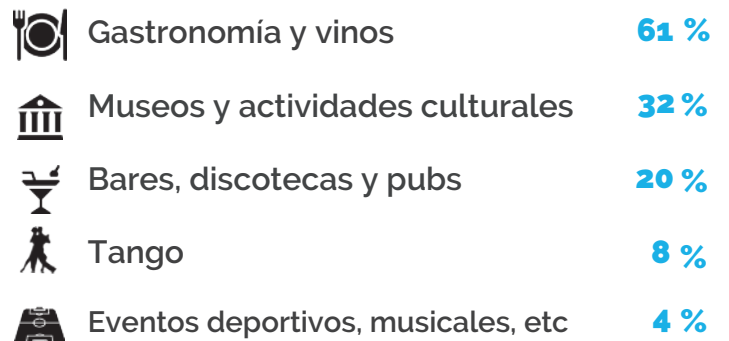 Gastronomía y vinos 61 %
Museos y actividades culturales 32 %
Bares, discotecas y pubs 20 %
Tango 8 %
Eventos deportivos, musicales, etc 4 %